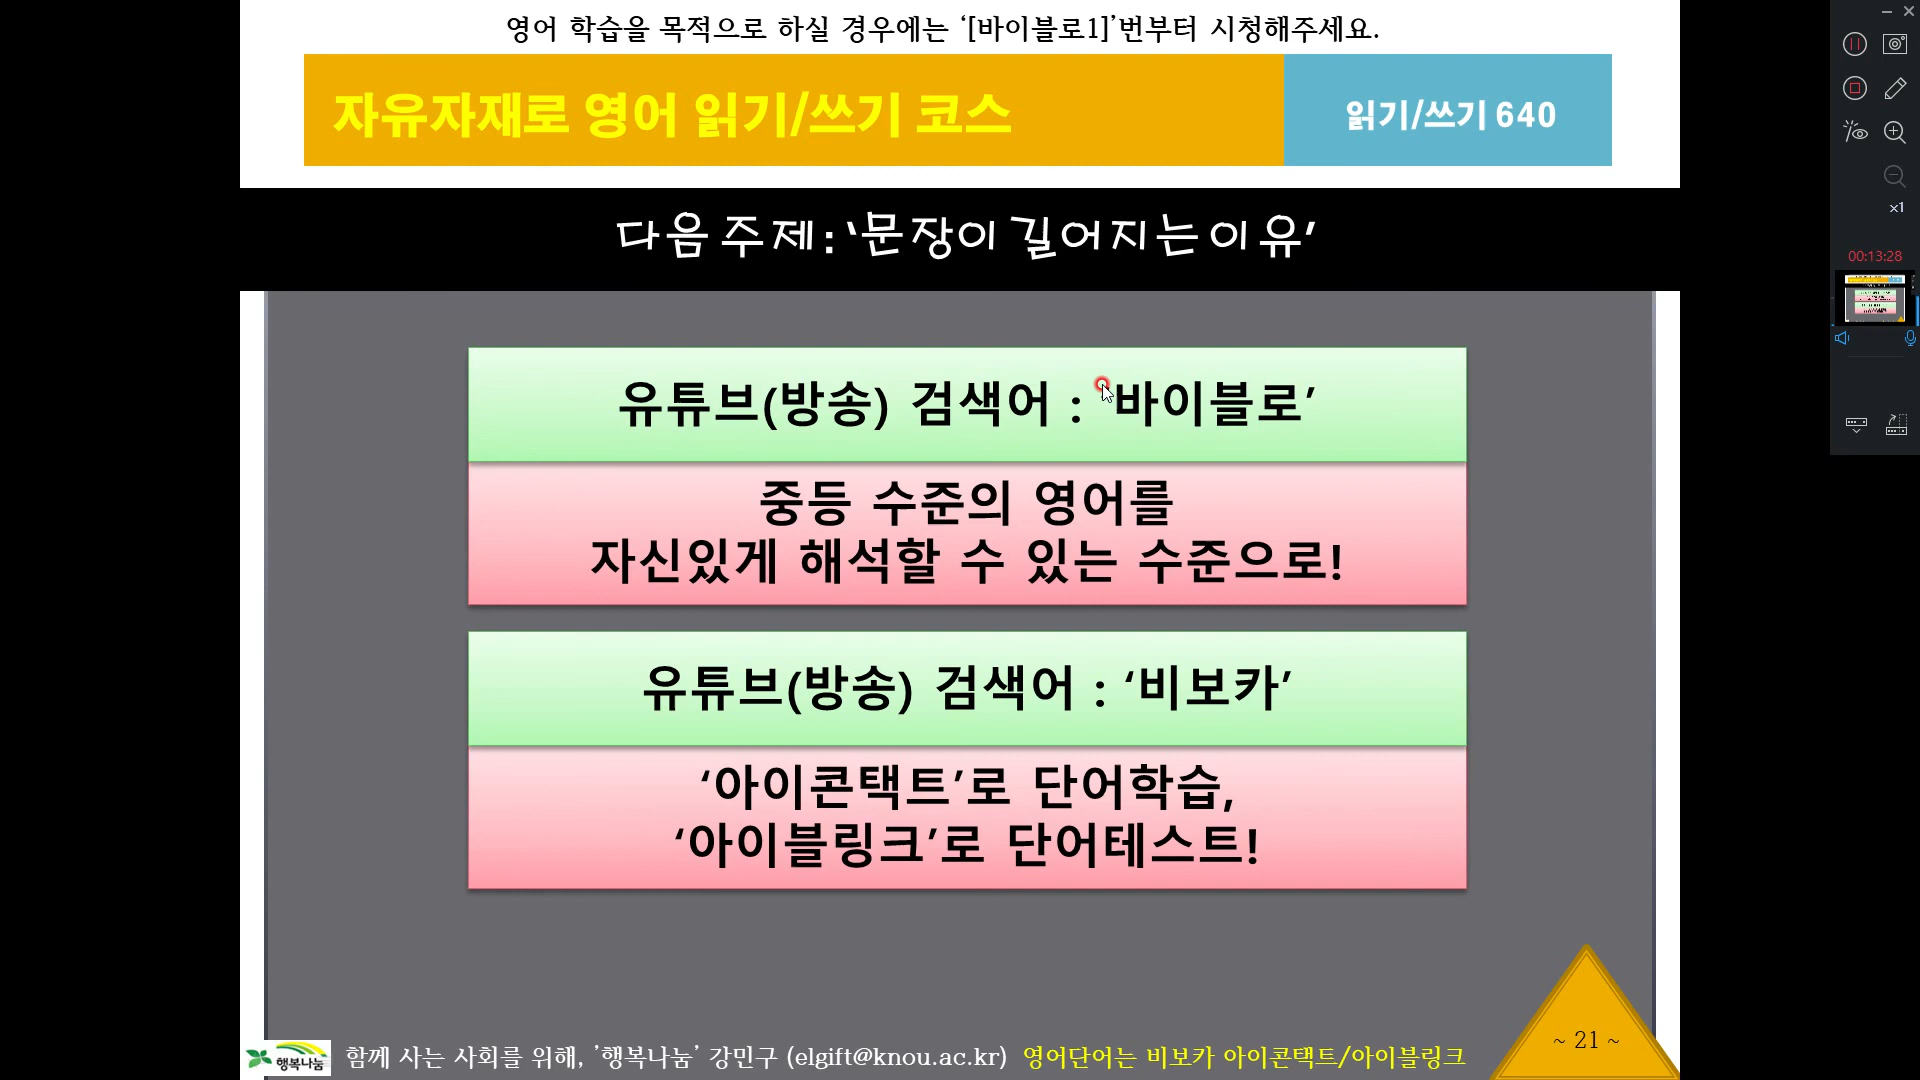 영어 학습을 목적으로 하실 경우에는 ‘[바이블로1]’번부터 시청해주세요.
자유자재로 영어 읽기/쓰기 코스
읽기/쓰기 640
다음 주제 : ‘문장이 길어지는 이유’
유튜브(방송) 검색어 : ‘바이블로’
중등 수준의 영어를
자신있게 해석할 수 있는 수준으로!
유튜브(방송) 검색어 : ‘비보카’
‘아이콘택트’로 단어학습,
‘아이블링크’로 단어테스트!
~ 21 ~
행복나눔
함께 사는 사회를 위해, ’행복나눔’ 강민구 (elgift@knou.ac.kr) 영어단어는 비보카 아이콘택트/아이블링크
x1
00:13:28